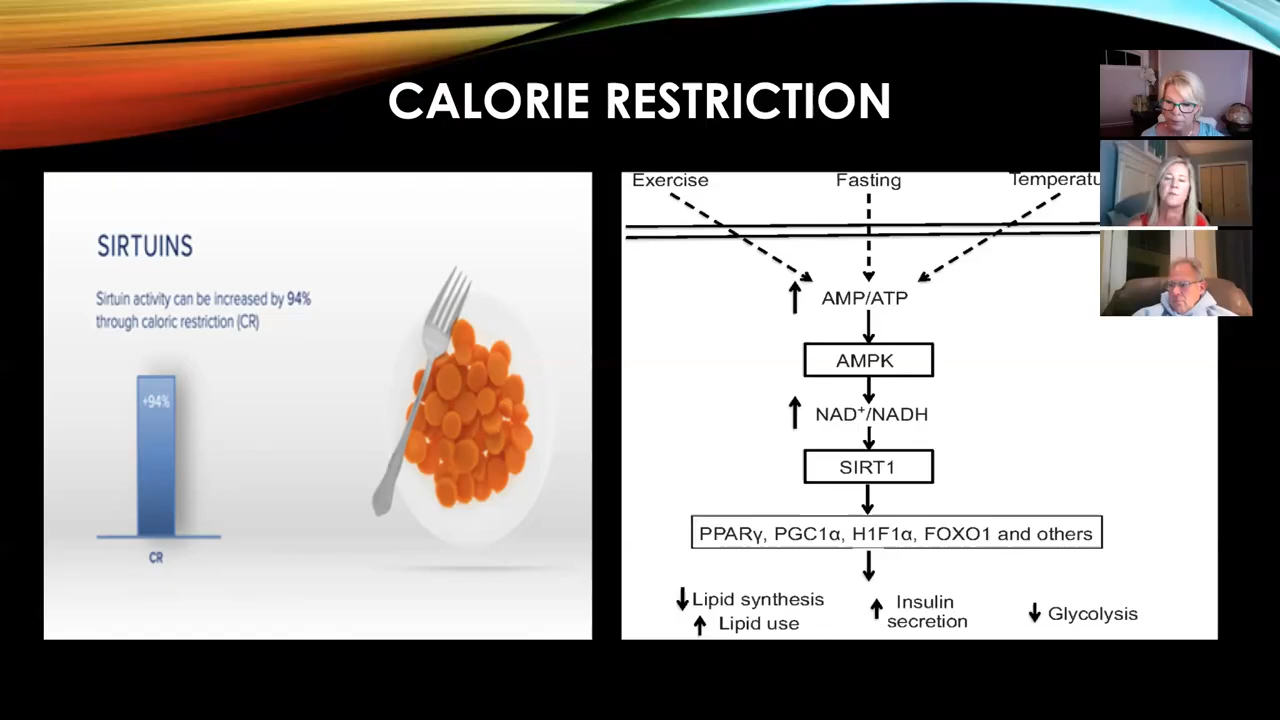 CALORIE RESTRICTION
SIRTUINS
Sirtuin activity can be increased by 94%
through caloric restriction (CR)
+94%
CR
Exercise
Fasting
Temperatu
AMP/ATP
AMPK
NAD⁺/NADH
SIRT1
PPARγ, PGC1α, H1F1α, FOXO1 and others
Lipid synthesis
Lipid use
Insulin
secretion
Glycolysis